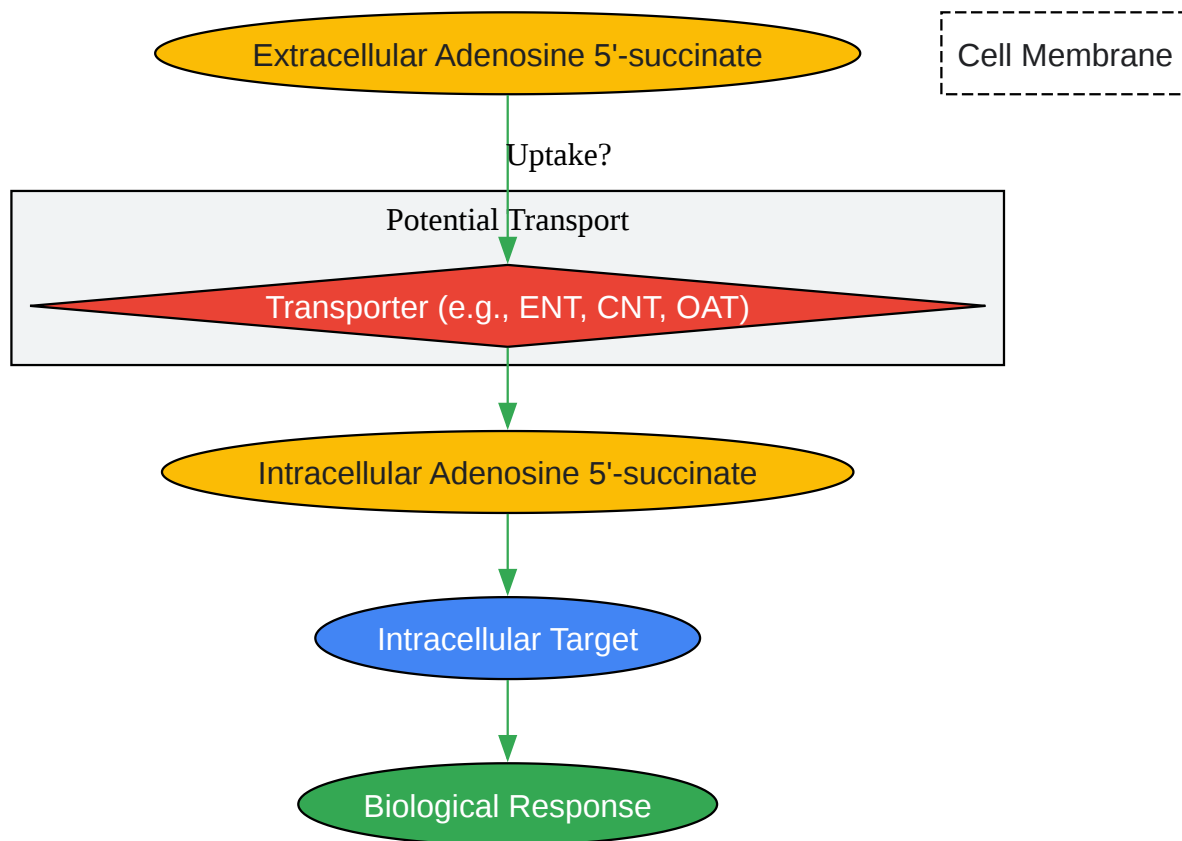 Extracellular Adenosine 5'-succinate
Cell Membrane
Uptake?
Potential Transport
Transporter (e.g., ENT, CNT, OAT)
Intracellular Adenosine 5'-succinate
Intracellular Target
Biological Response